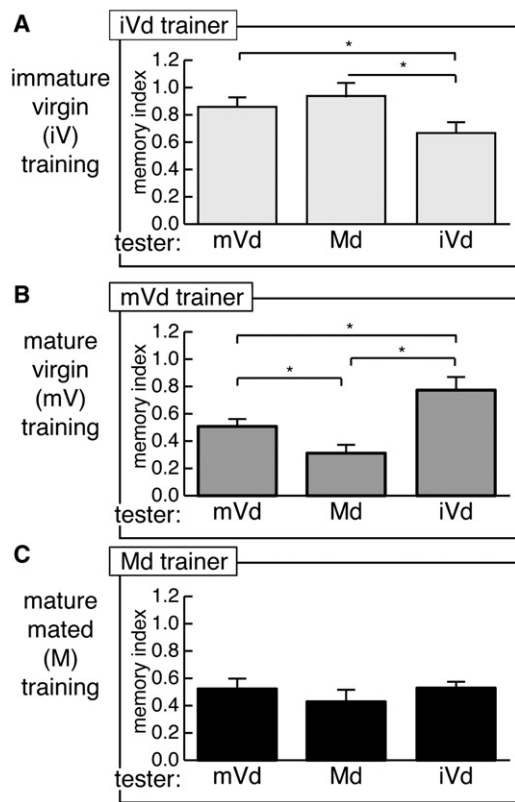 A
iVd trainer
immature
virgin
(iV)
training
memory index
1.2
1.0
0.8
0.6
0.4
0.2
0.0
*
*
tester:
mVd
Md
iVd
B
mVd trainer
mature
virgin
(mV)
training
memory index
1.2
1.0
0.8
0.6
0.4
0.2
0.0
*
*
*
tester:
mVd
Md
iVd
C
Md trainer
mature
mated
(M)
training
memory index
1.2
1.0
0.8
0.6
0.4
0.2
0.0
tester:
mVd
Md
iVd